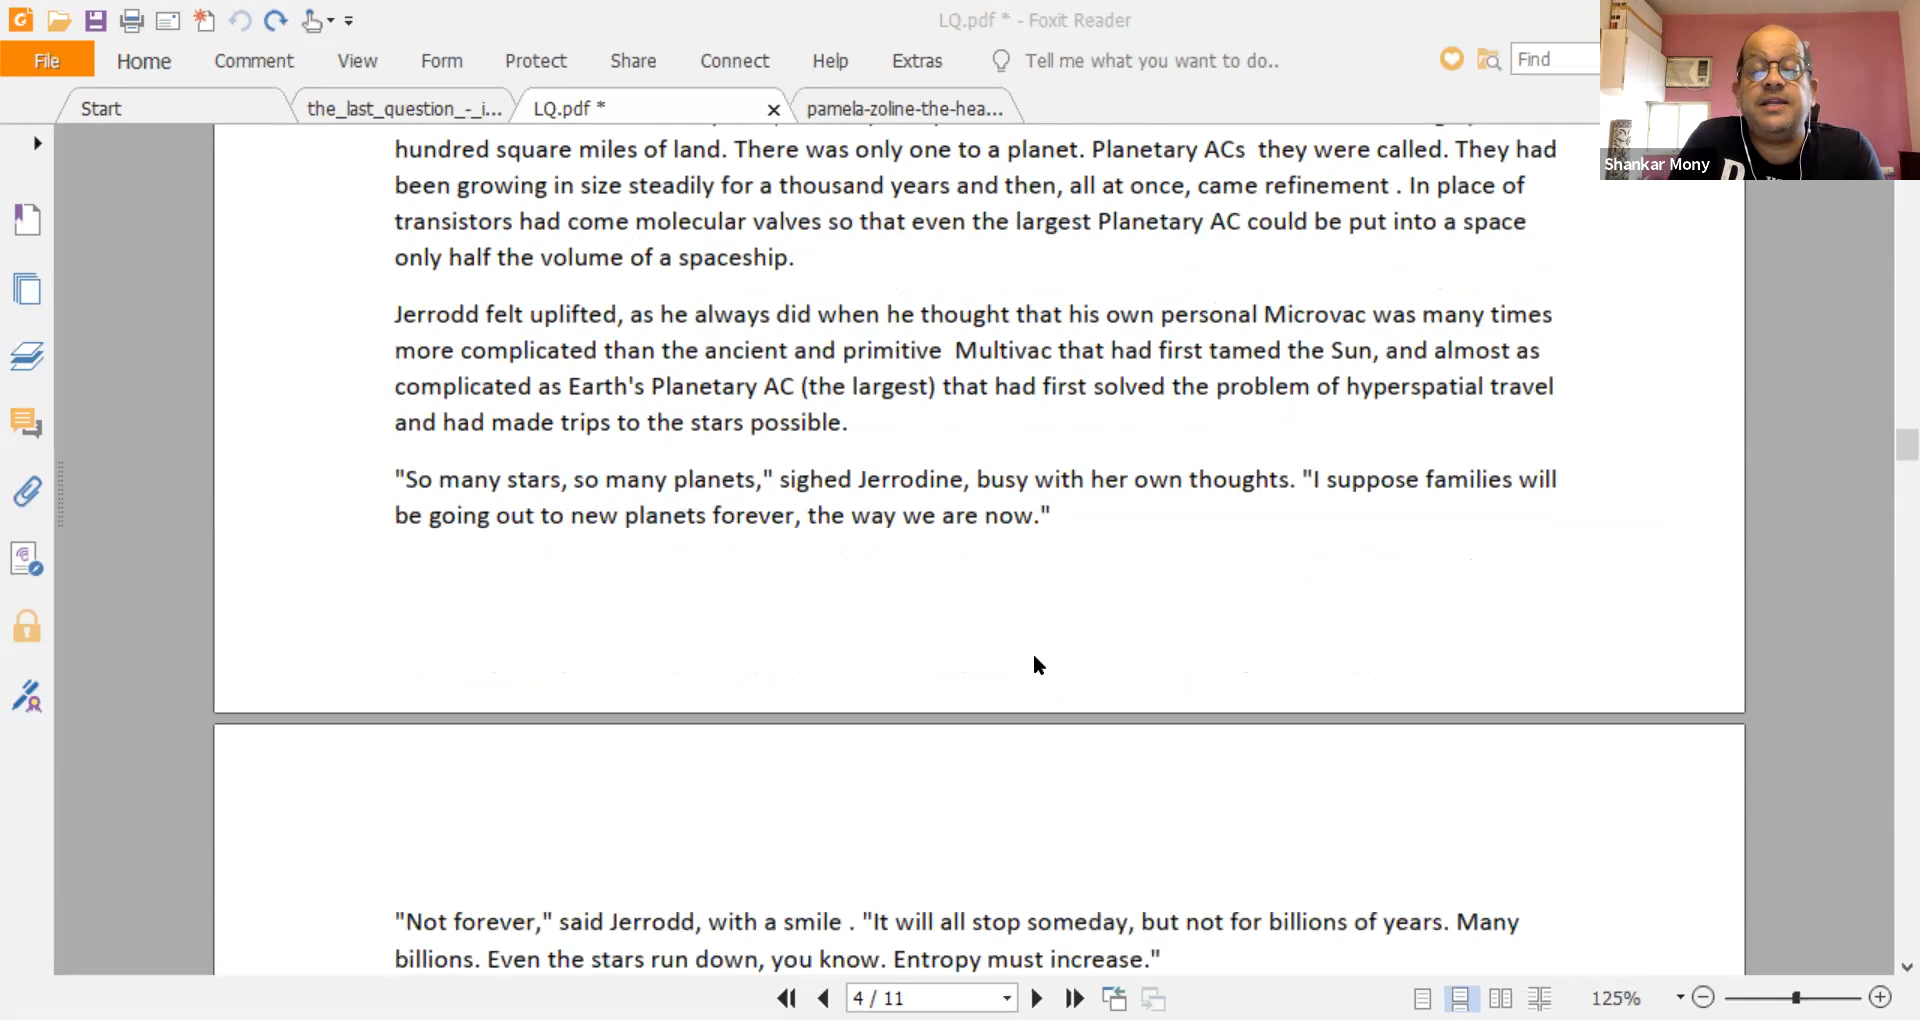 LQ.pdf * - Foxit Reader
File Home Comment View Form Protect Share Connect Help Extras Tell me what you want to do.. Find
Start the_last_question_-_i... LQ.pdf * pamela-zoline-the-hea...
Shankar Mony
hundred square miles of land. There was only one to a planet. Planetary ACs  they were called. They had
been growing in size steadily for a thousand years and then, all at once, came refinement . In place of
transistors had come molecular valves so that even the largest Planetary AC could be put into a space
only half the volume of a spaceship.
Jerrodd felt uplifted, as he always did when he thought that his own personal Microvac was many times
more complicated than the ancient and primitive  Multivac that had first tamed the Sun, and almost as
complicated as Earth's Planetary AC (the largest) that had first solved the problem of hyperspatial travel
and had made trips to the stars possible.
"So many stars, so many planets," sighed Jerrodine, busy with her own thoughts. "I suppose families will
be going out to new planets forever, the way we are now."
"Not forever," said Jerrodd, with a smile . "It will all stop someday, but not for billions of years. Many
billions. Even the stars run down, you know. Entropy must increase."
4 / 11 125%